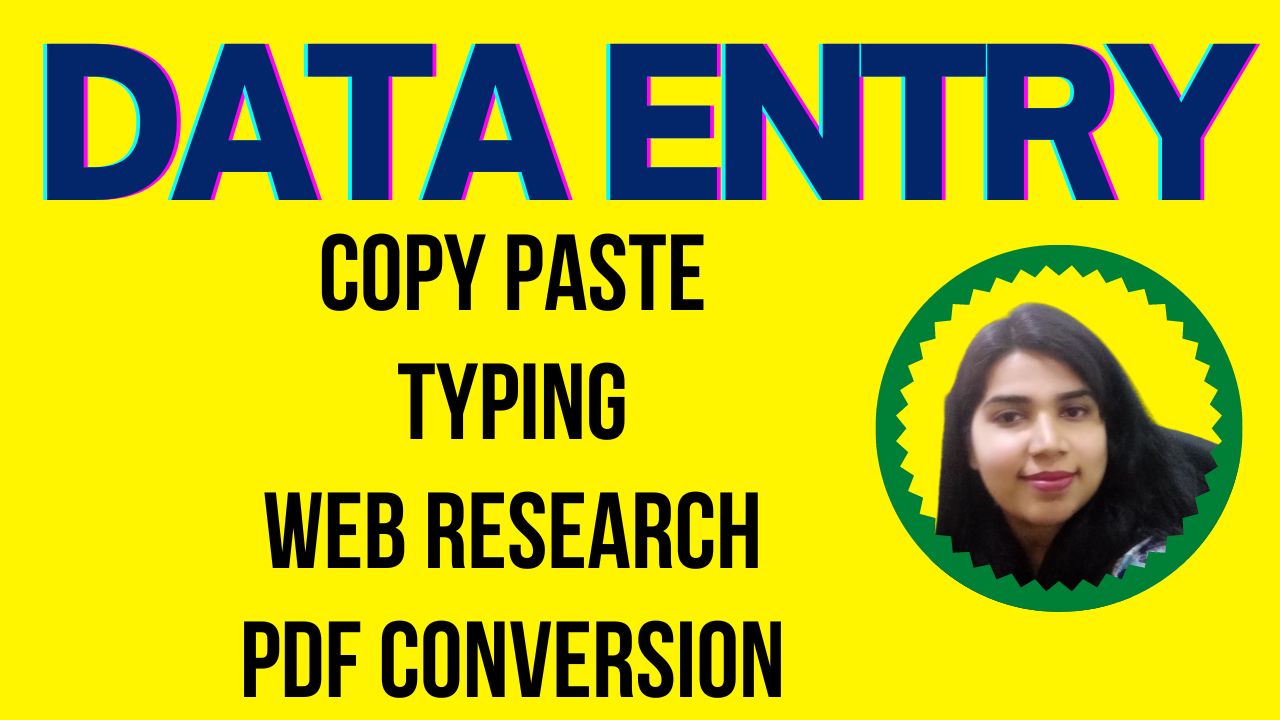 DATA ENTRY
COPY PASTE
TYPING
WEB RESEARCH
PDF CONVERSION